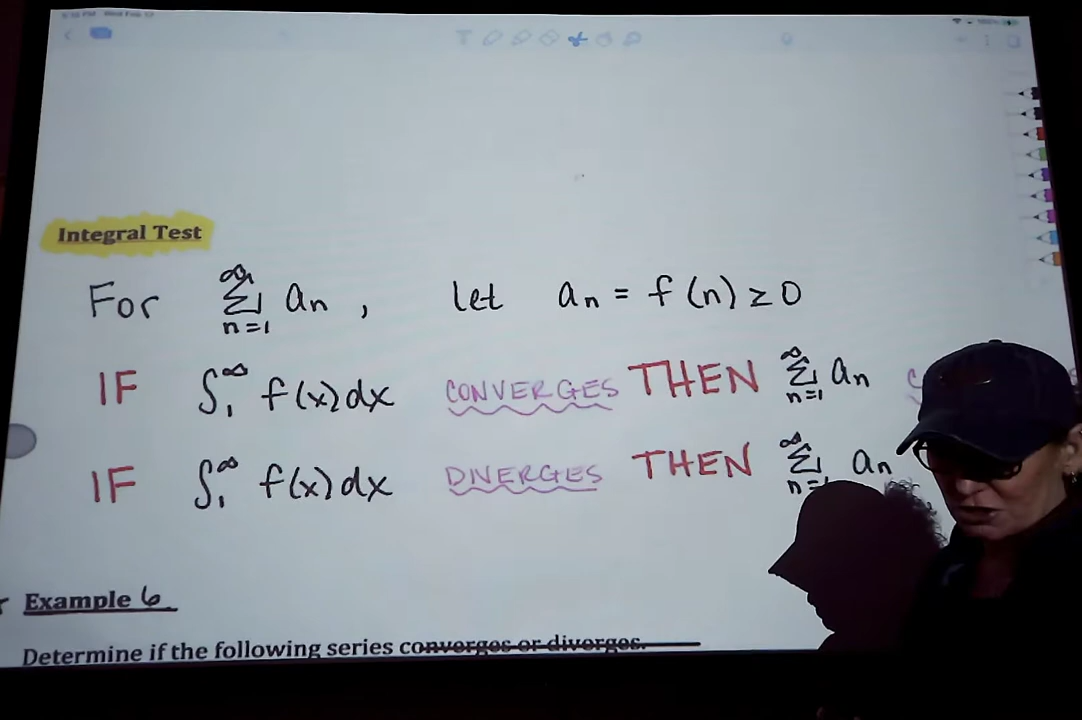 Integral Test
For ∞ Σ n=1 an , let an = f(n) ≥ 0
IF ∫₁^∞ f(x)dx CONVERGES THEN ∞ Σ n=1 an
IF ∫₁^∞ f(x)dx DIVERGES THEN ∞ Σ an
Example 6
Determine if the following series converges or diverges.